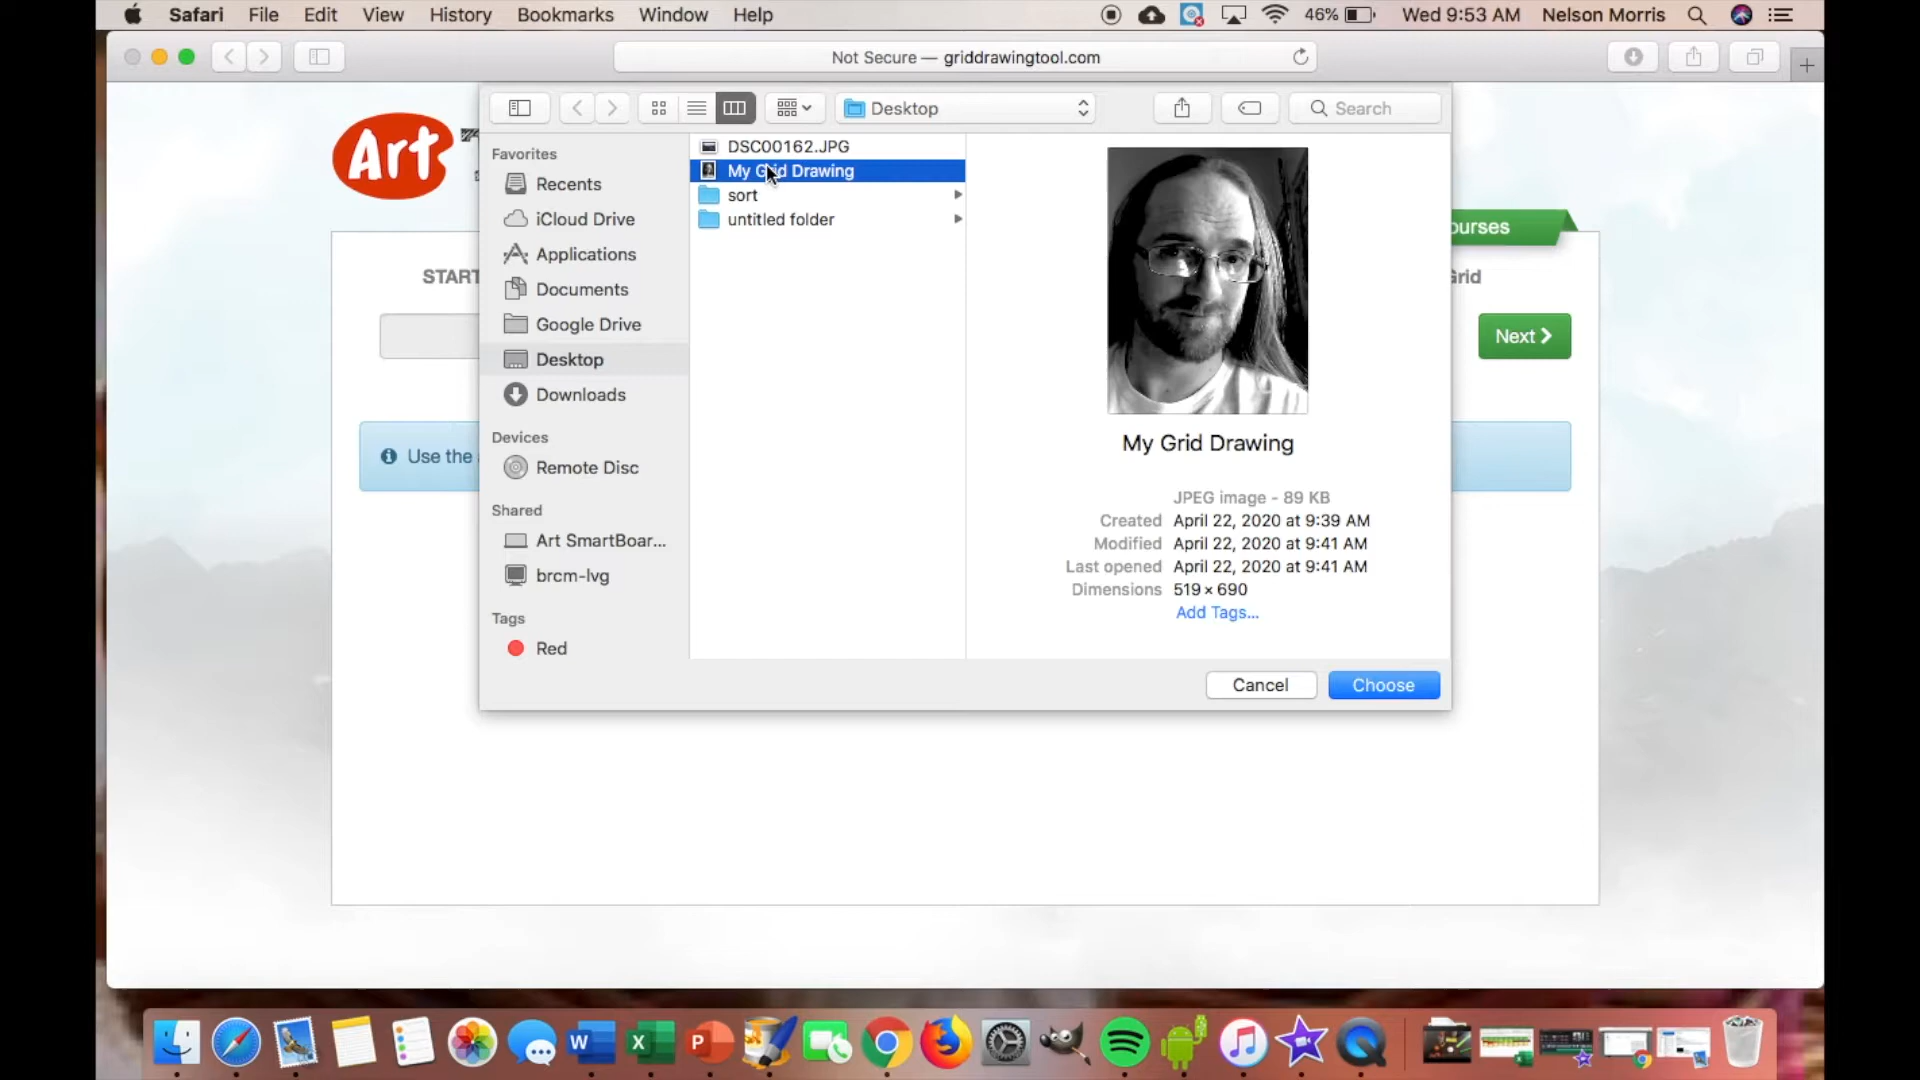 Safari File Edit View History Bookmarks Window Help 46% Wed 9:53 AM Nelson Morris
Not Secure — griddrawingtool.com
Desktop
Search
Art
Favorites
Recents
iCloud Drive
Applications
Documents
Google Drive
Desktop
Downloads
Devices
Remote Disc
Shared
Art SmartBoar...
brcm-lvg
Tags
Red
DSC00162.JPG
My Grid Drawing
sort
untitled folder
My Grid Drawing
JPEG image - 89 KB
Created April 22, 2020 at 9:39 AM
Modified April 22, 2020 at 9:41 AM
Last opened April 22, 2020 at 9:41 AM
Dimensions 519 × 690
Add Tags...
Cancel Choose
START
Use the
ourses
Grid
Next
W X P